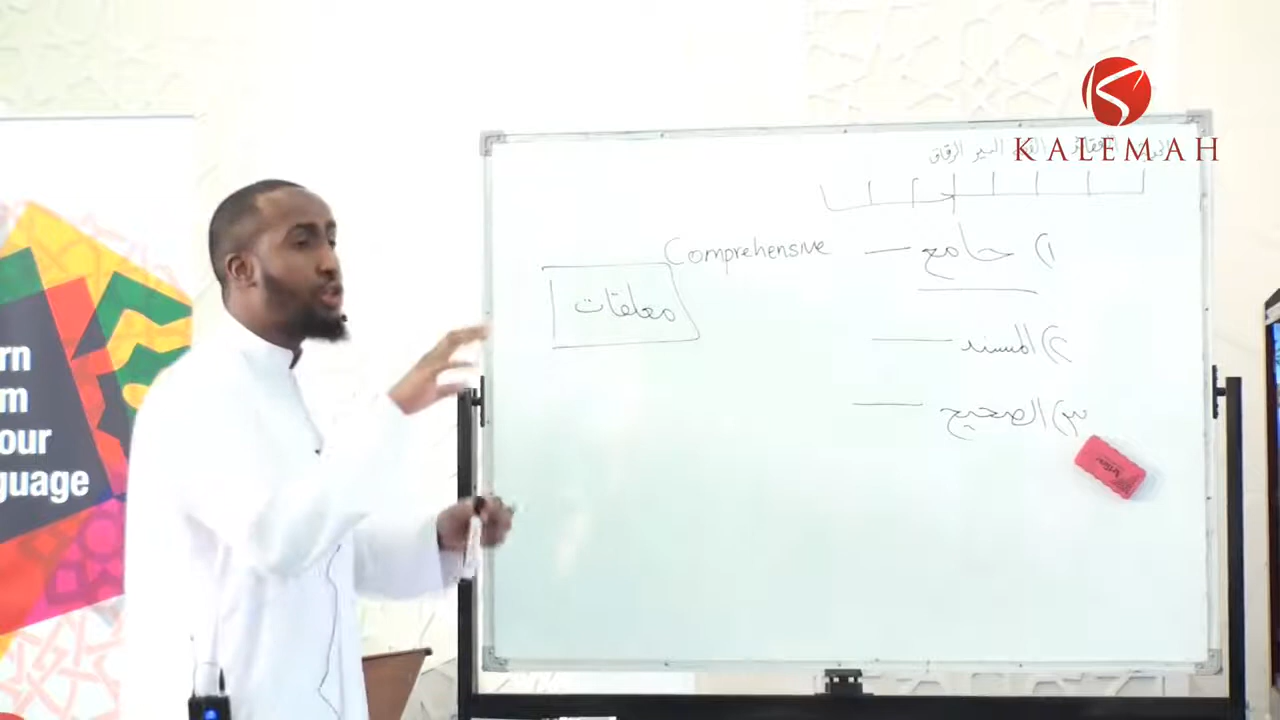 KALEMAH
السير الرقاق
١) جامع — Comprehensive
معلقات
٢) المسند —
٣) الصحيح —
rn
m
our
guage